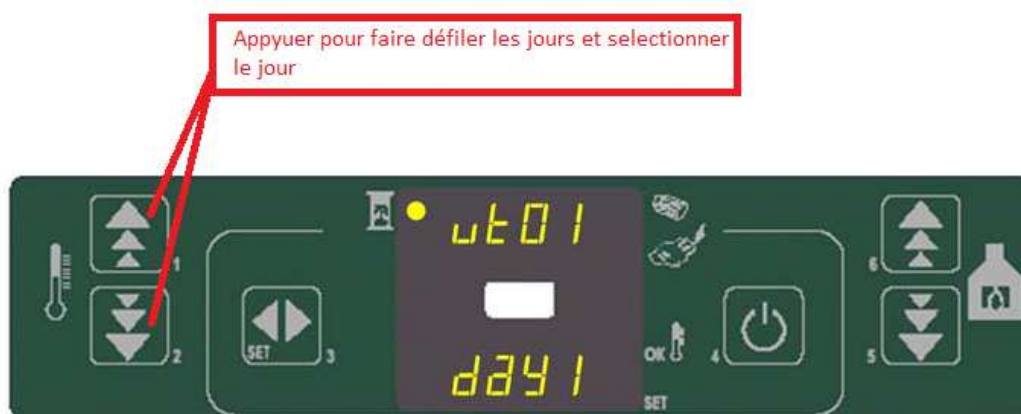 Appyuer pour faire défiler les jours et selectionner
le jour
ut01
1
6
SET
3
OK
4
2
5
day1
SET